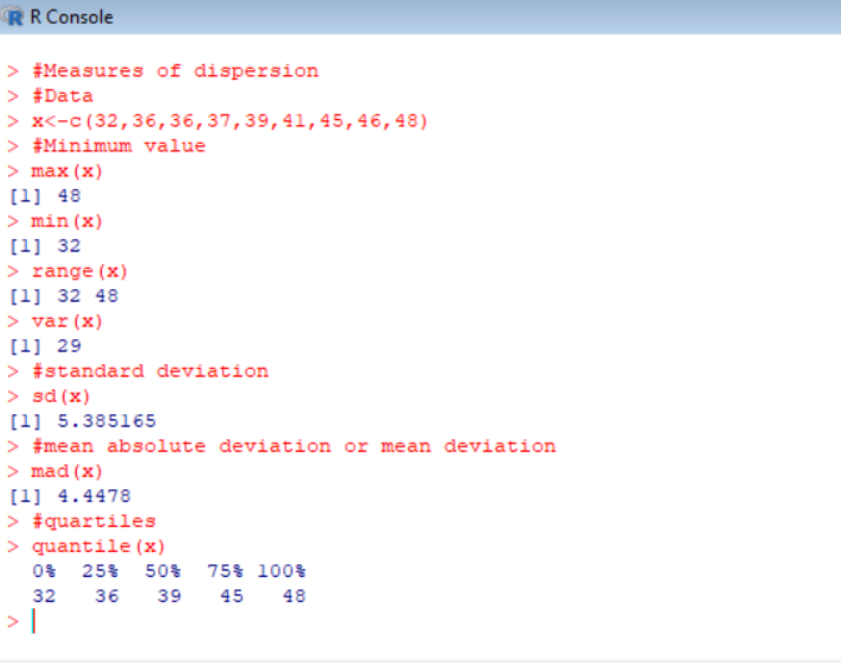 R R Console
> #Measures of dispersion
> #Data
> x<-c(32,36,36,37,39,41,45,46,48)
> #Minimum value
> max(x)
[1] 48
> min(x)
[1] 32
> range(x)
[1] 32 48
> var(x)
[1] 29
> #standard deviation
> sd(x)
[1] 5.385165
> #mean absolute deviation or mean deviation
> mad(x)
[1] 4.4478
> #quartiles
> quantile(x)
0% 25% 50% 75% 100%
32 36 39 45 48
>